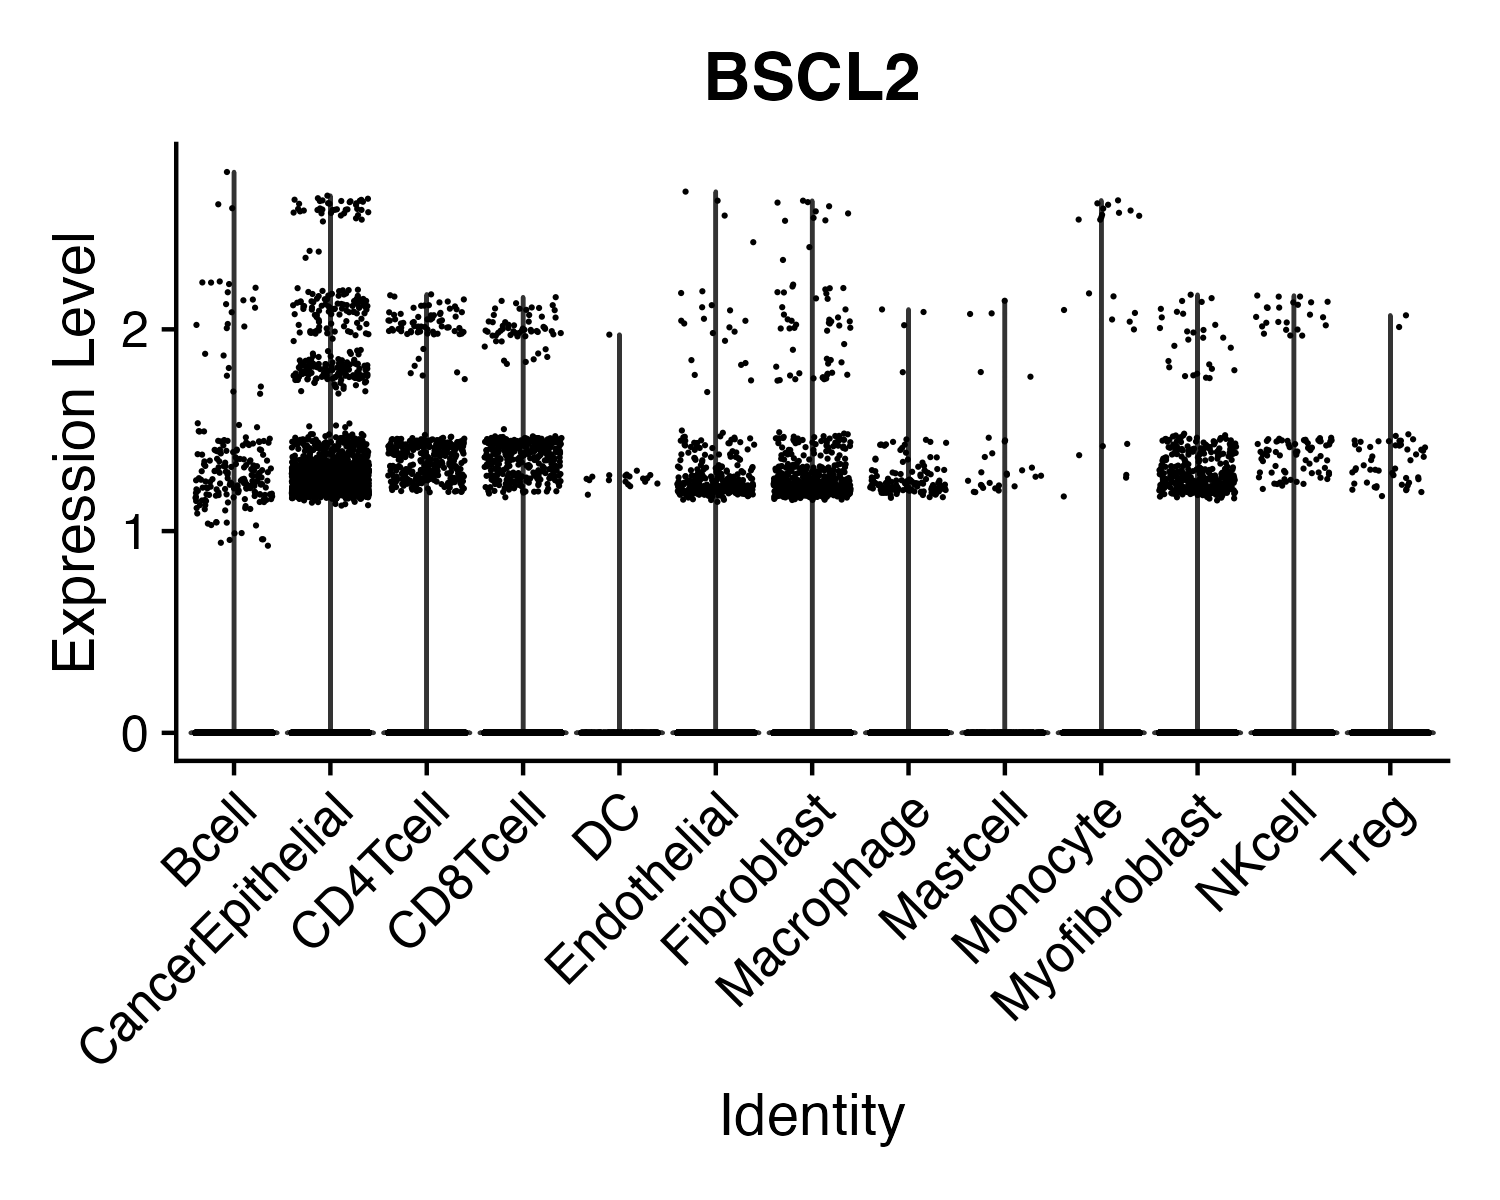 BSCL2
Expression Level
2
1
0
Bcell
CancerEpithelial
CD4Tcell
CD8Tcell
DC
Endothelial
Fibroblast
Macrophage
Mastcell
Monocyte
Myofibroblast
NKcell
Treg
Identity